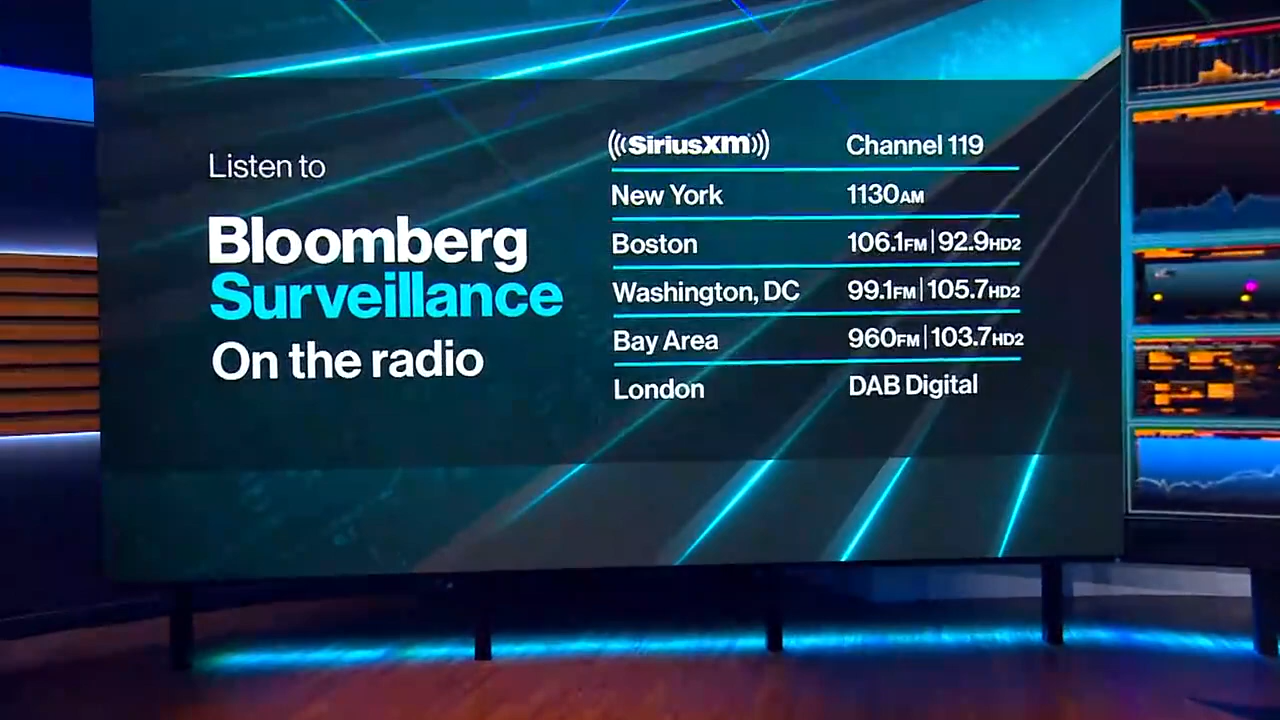 Listen to
Bloomberg
Surveillance
On the radio
SiriusXM Channel 119
New York 1130AM
Boston 106.1FM | 92.9HD2
Washington, DC 99.1FM | 105.7HD2
Bay Area 960FM | 103.7HD2
London DAB Digital